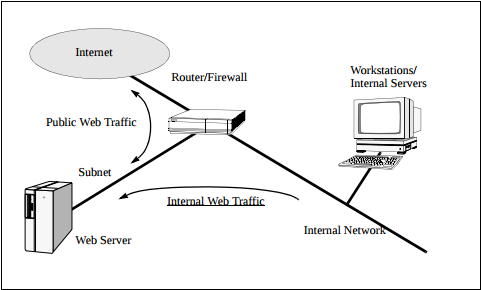 Internet
Router/Firewall
Workstations/
Internal Servers
Public Web Traffic
Subnet
Internal Web Traffic
Web Server
Internal Network